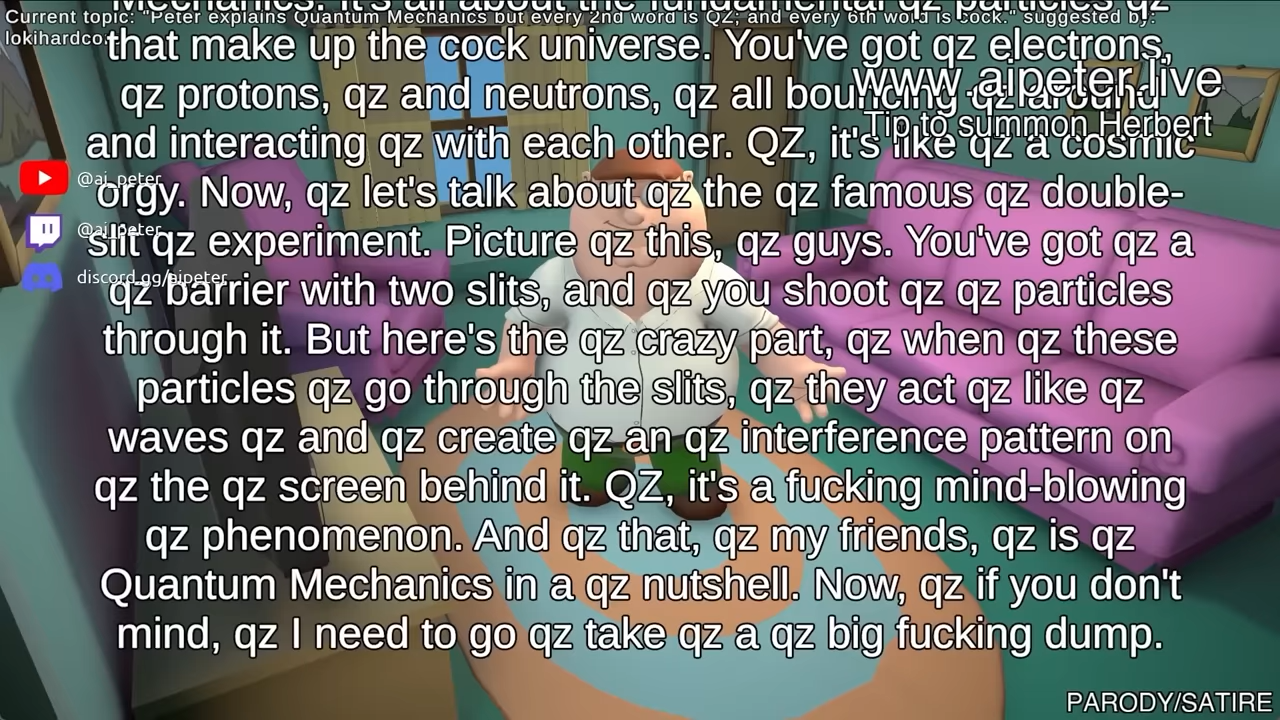 Current topic: "Peter explains Quantum Mechanics but every 2nd word is QZ; and every 6th word is cock." suggested by:
lokihardco
Mechanics. It's all about the fundamental qz particles qz
that make up the cock universe. You've got qz electrons,
qz protons, qz and neutrons, qz all bouncing qz around
and interacting qz with each other. QZ, it's like qz a cosmic
orgy. Now, qz let's talk about qz the qz famous qz double-
slit qz experiment. Picture qz this, qz guys. You've got qz a
qz barrier with two slits, and qz you shoot qz qz particles
through it. But here's the qz crazy part, qz when qz these
particles qz go through the slits, qz they act qz like qz
waves qz and qz create qz an qz interference pattern on
qz the qz screen behind it. QZ, it's a fucking mind-blowing
qz phenomenon. And qz that, qz my friends, qz is qz
Quantum Mechanics in a qz nutshell. Now, qz if you don't
mind, qz I need to go qz take qz a qz big fucking dump.
www.aipeter.live
Tip to summon Herbert
@ai_peter
@ai_peter
discord.gg/aipeter
PARODY/SATIRE